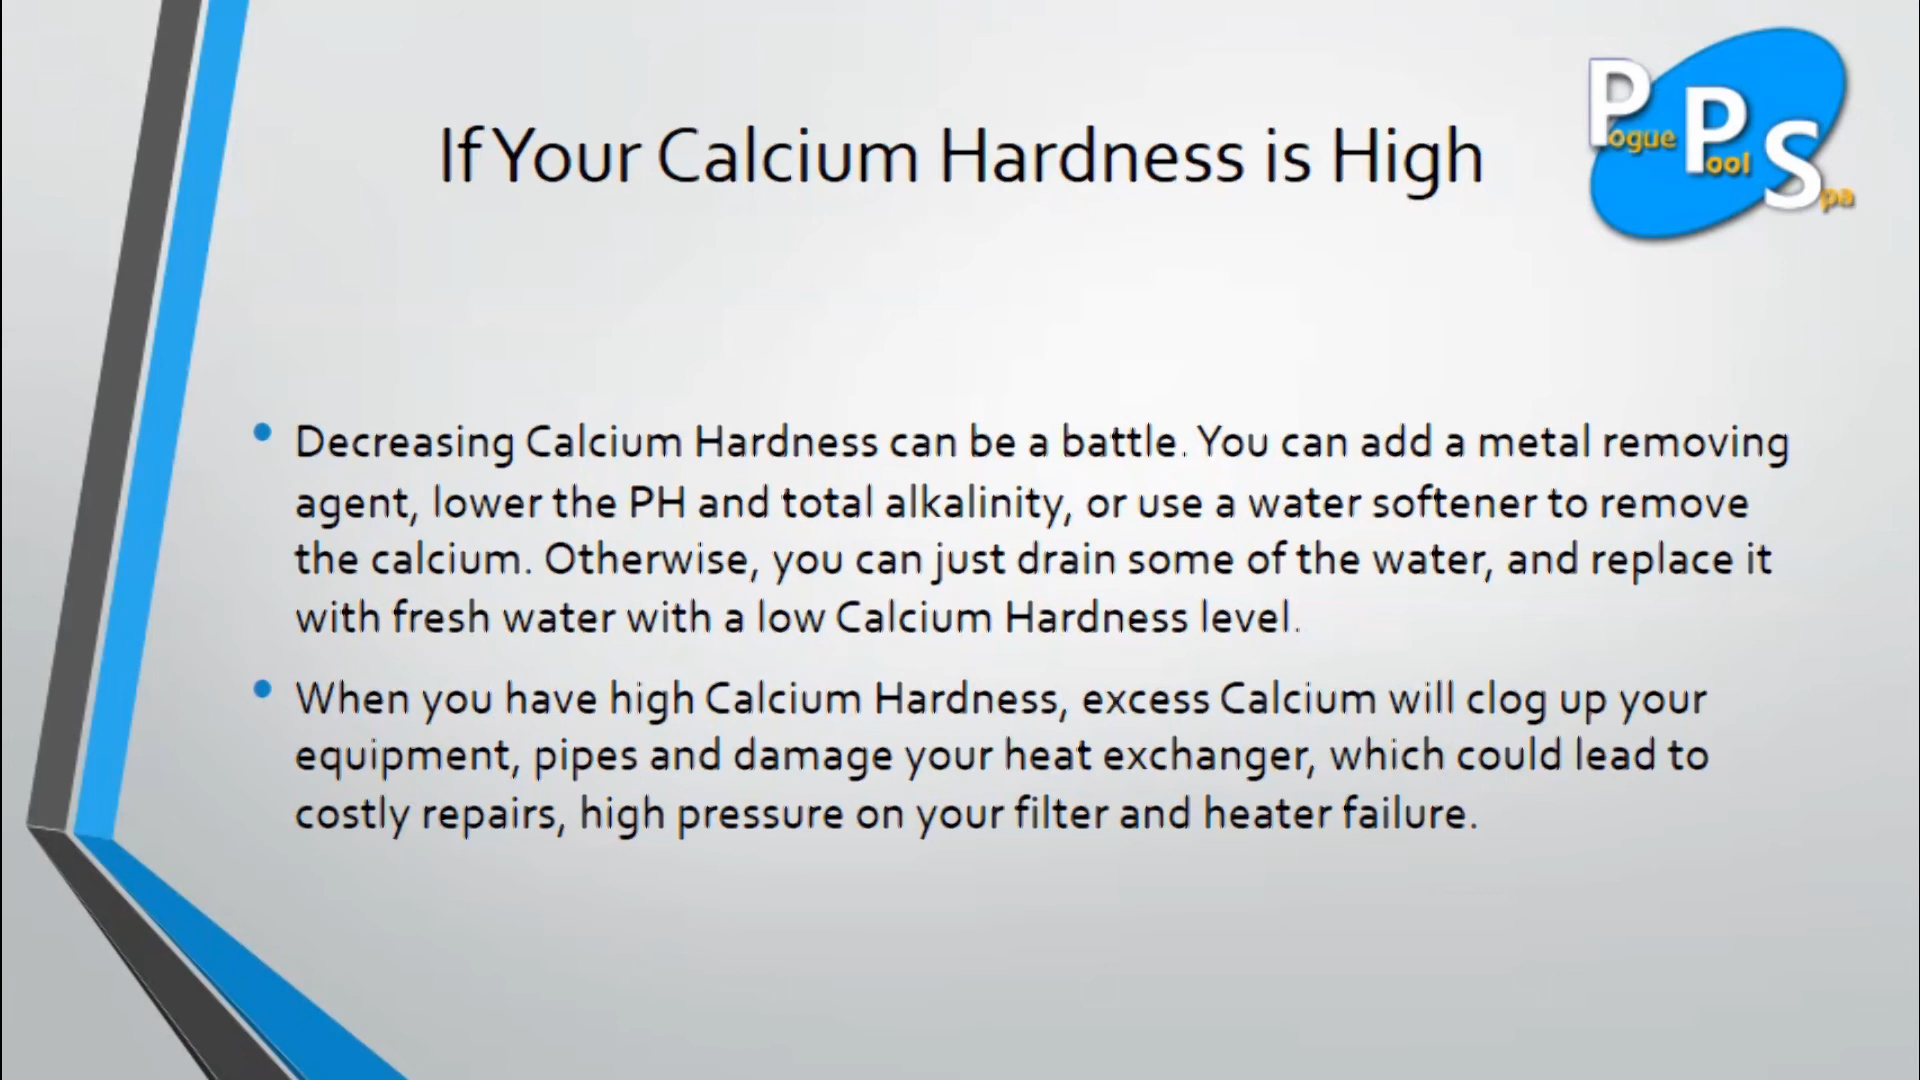 If Your Calcium Hardness is High
Pogue Pool Spa
Decreasing Calcium Hardness can be a battle. You can add a metal removing
agent, lower the PH and total alkalinity, or use a water softener to remove
the calcium. Otherwise, you can just drain some of the water, and replace it
with fresh water with a low Calcium Hardness level.
When you have high Calcium Hardness, excess Calcium will clog up your
equipment, pipes and damage your heat exchanger, which could lead to
costly repairs, high pressure on your filter and heater failure.